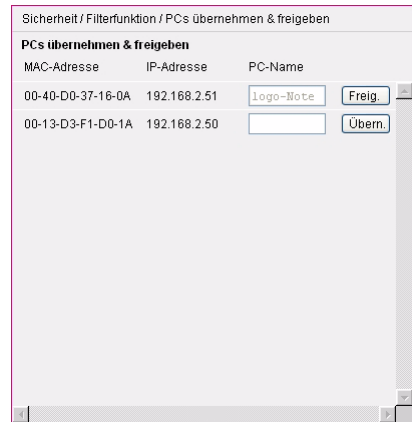 Sicherheit / Filterfunktion / PCs übernehmen & freigeben
PCs übernehmen & freigeben
MAC-Adresse IP-Adresse PC-Name
00-40-D0-37-16-0A 192.168.2.51 logo-Note Freig.
00-13-D3-F1-D0-1A 192.168.2.50 Übern.